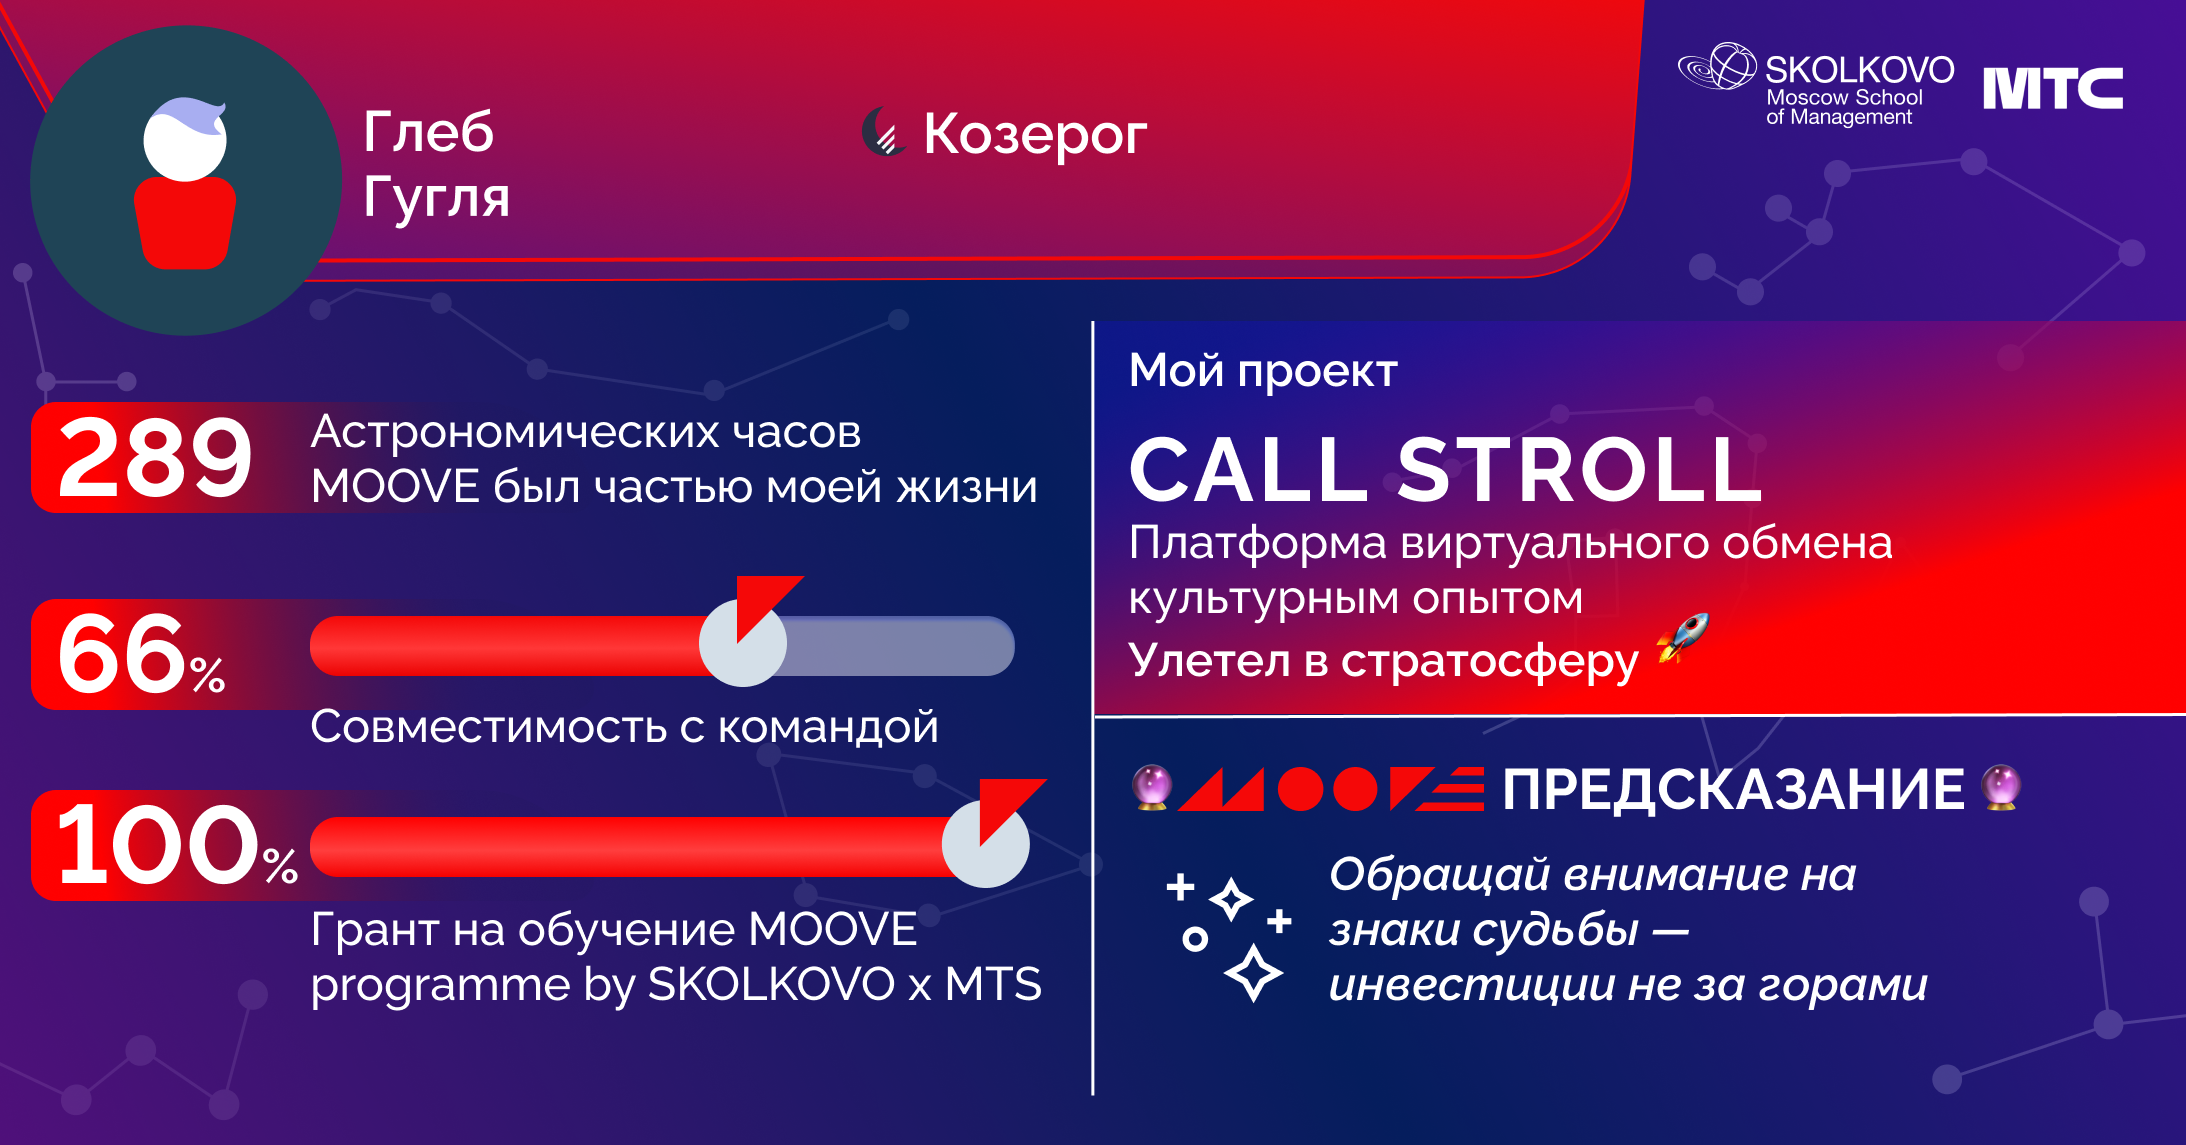 Глеб
Гугля
Козерог
SKOLKOVO
Moscow School
of Management
МТС
289
Астрономических часов
MOOVE был частью моей жизни
66%
Совместимость с командой
100%
Грант на обучение MOOVE
programme by SKOLKOVO x MTS
Мой проект
CALL STROLL
Платформа виртуального обмена
культурным опытом
Улетел в стратосферу 🚀
🔮 MOOVE ПРЕДСКАЗАНИЕ 🔮
Обращай внимание на
знаки судьбы —
инвестиции не за горами